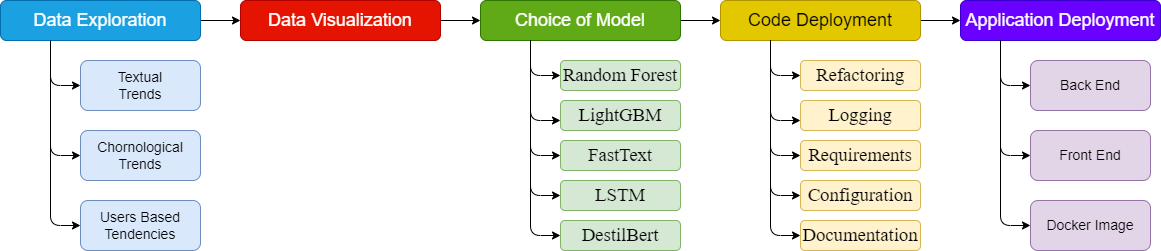 Data Exploration
Data Visualization
Choice of Model
Code Deployment
Application Deployment
Textual
Trends
Chornological
Trends
Users Based
Tendencies
Random Forest
LightGBM
FastText
LSTM
DestilBert
Refactoring
Logging
Requirements
Configuration
Documentation
Back End
Front End
Docker Image